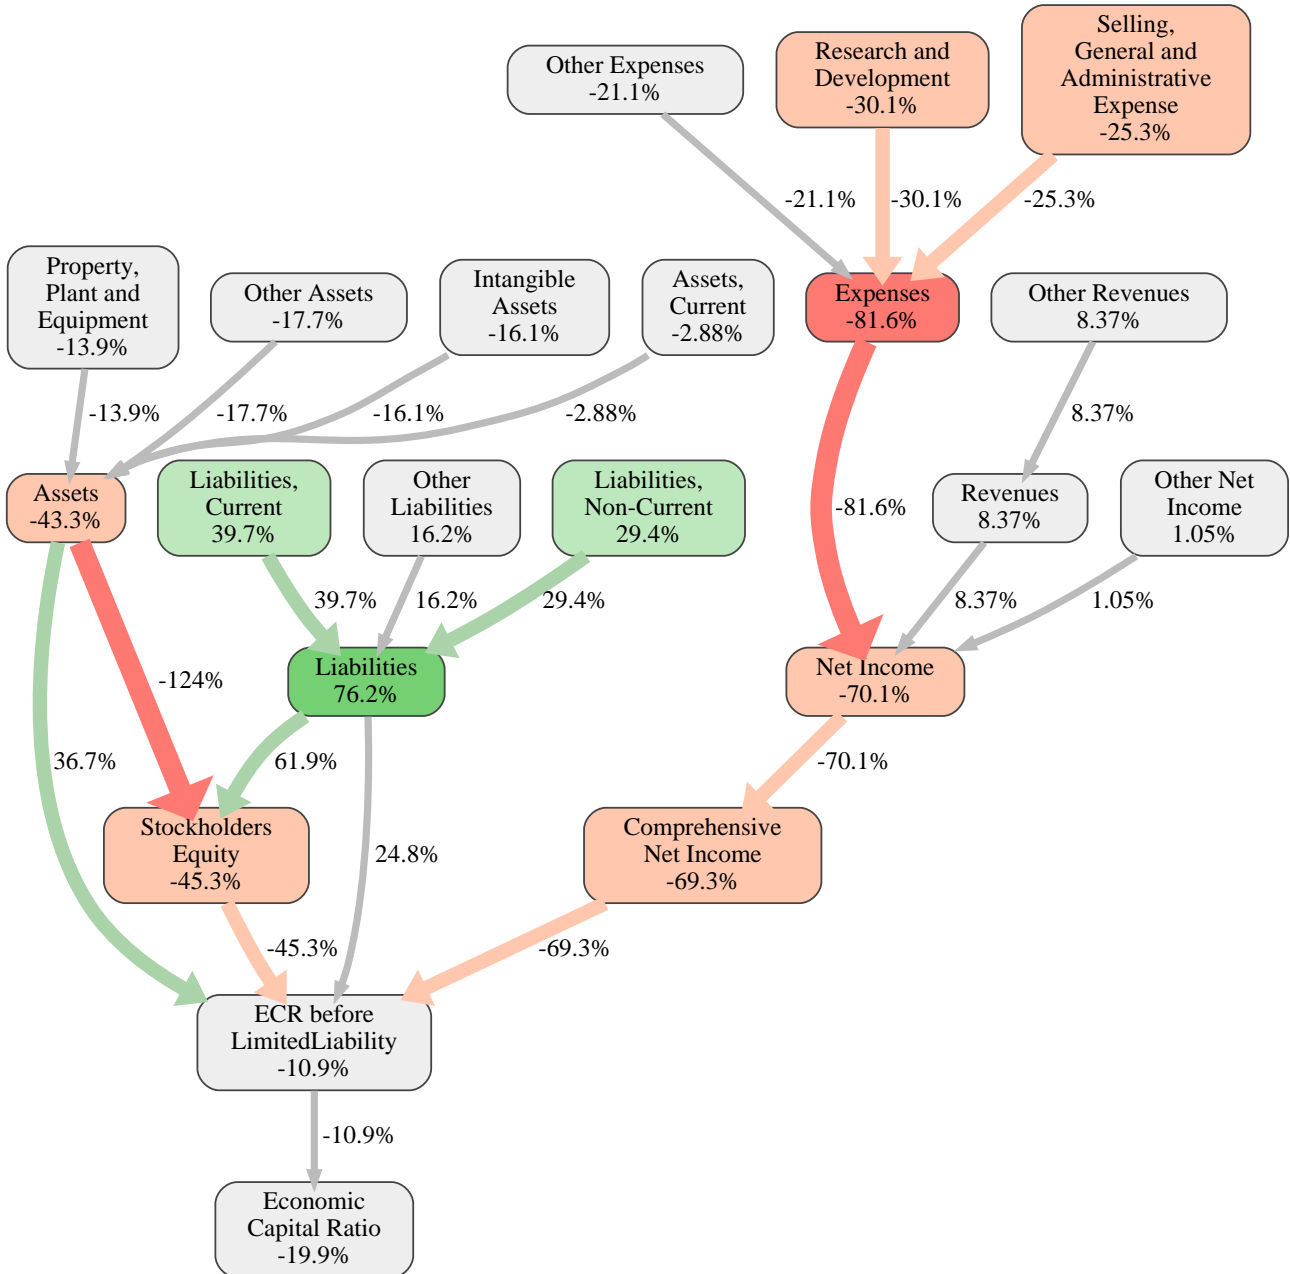 Other Expenses
-21.1%
Research and
Development
-30.1%
Selling,
General and
Administrative
Expense
-25.3%
-21.1%
-30.1%
-25.3%
Property,
Plant and
Equipment
-13.9%
Other Assets
-17.7%
Intangible
Assets
-16.1%
Assets,
Current
-2.88%
Expenses
-81.6%
Other Revenues
8.37%
-13.9%
-17.7%
-16.1%
-2.88%
8.37%
Assets
-43.3%
Liabilities,
Current
39.7%
Other
Liabilities
16.2%
Liabilities,
Non-Current
29.4%
-81.6%
Revenues
8.37%
Other Net
Income
1.05%
39.7%
16.2%
29.4%
8.37%
1.05%
-124%
Liabilities
76.2%
Net Income
-70.1%
36.7%
61.9%
-70.1%
Stockholders
Equity
-45.3%
24.8%
Comprehensive
Net Income
-69.3%
-45.3%
-69.3%
ECR before
LimitedLiability
-10.9%
-10.9%
Economic
Capital Ratio
-19.9%